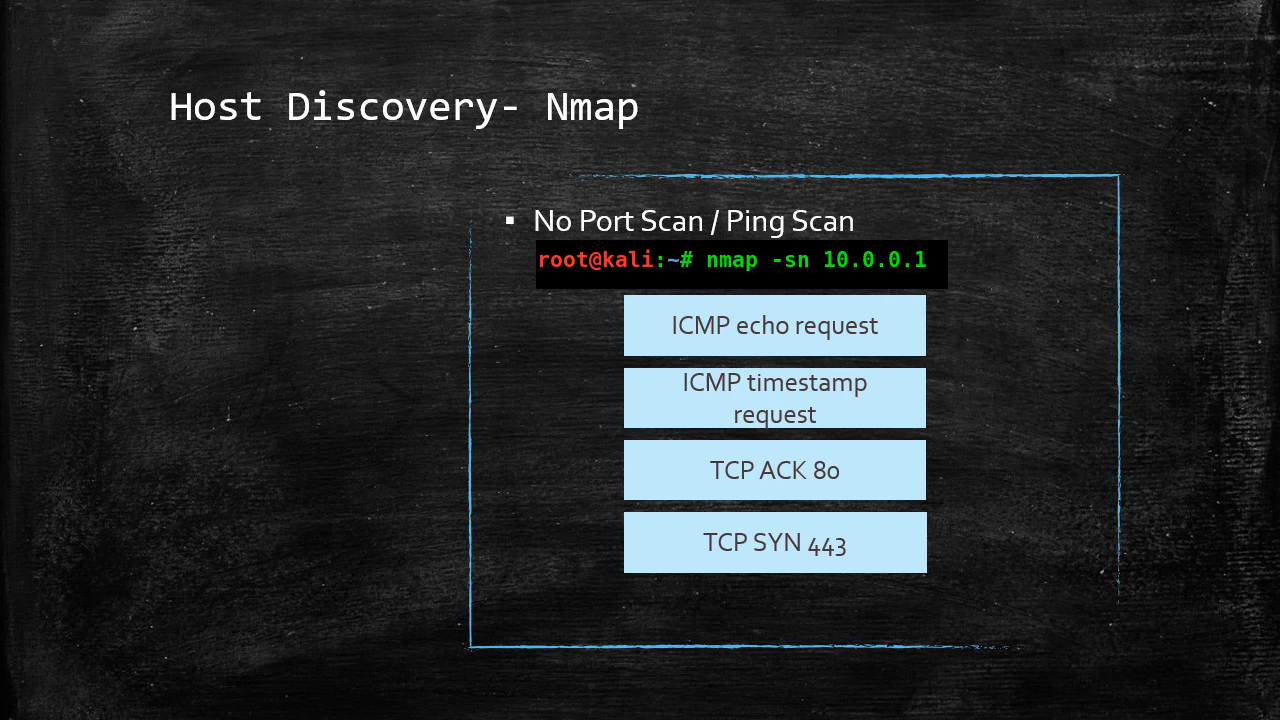 Host Discovery- Nmap
▪ No Port Scan / Ping Scan
root@kali:~# nmap -sn 10.0.0.1
ICMP echo request
ICMP timestamp
request
TCP ACK 80
TCP SYN 443